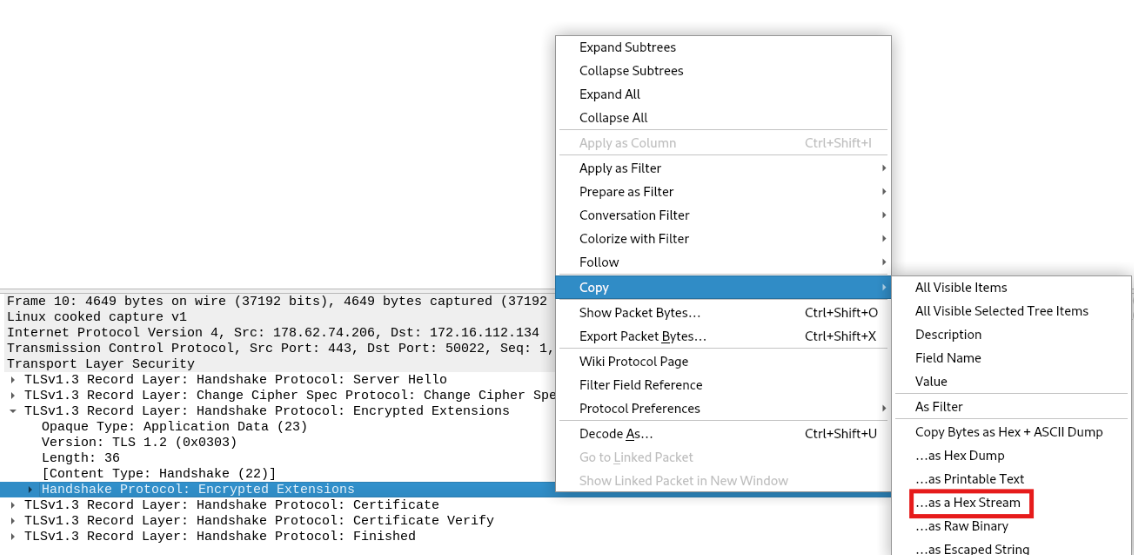 Expand Subtrees
Collapse Subtrees
Expand All
Collapse All
Apply as Column Ctrl+Shift+I
Apply as Filter
Prepare as Filter
Conversation Filter
Colorize with Filter
Follow
Copy
Show Packet Bytes… Ctrl+Shift+O
Export Packet Bytes… Ctrl+Shift+X
Wiki Protocol Page
Filter Field Reference
Protocol Preferences
Decode As… Ctrl+Shift+U
Go to Linked Packet
Show Linked Packet in New Window
All Visible Items
All Visible Selected Tree Items
Description
Field Name
Value
As Filter
Copy Bytes as Hex + ASCII Dump
…as Hex Dump
…as Printable Text
…as a Hex Stream
…as Raw Binary
…as Escaped String
Frame 10: 4649 bytes on wire (37192 bits), 4649 bytes captured (37192
Linux cooked capture v1
Internet Protocol Version 4, Src: 178.62.74.206, Dst: 172.16.112.134
Transmission Control Protocol, Src Port: 443, Dst Port: 50022, Seq: 1,
Transport Layer Security
TLSv1.3 Record Layer: Handshake Protocol: Server Hello
TLSv1.3 Record Layer: Change Cipher Spec Protocol: Change Cipher Spe
TLSv1.3 Record Layer: Handshake Protocol: Encrypted Extensions
Opaque Type: Application Data (23)
Version: TLS 1.2 (0x0303)
Length: 36
[Content Type: Handshake (22)]
Handshake Protocol: Encrypted Extensions
TLSv1.3 Record Layer: Handshake Protocol: Certificate
TLSv1.3 Record Layer: Handshake Protocol: Certificate Verify
TLSv1.3 Record Layer: Handshake Protocol: Finished